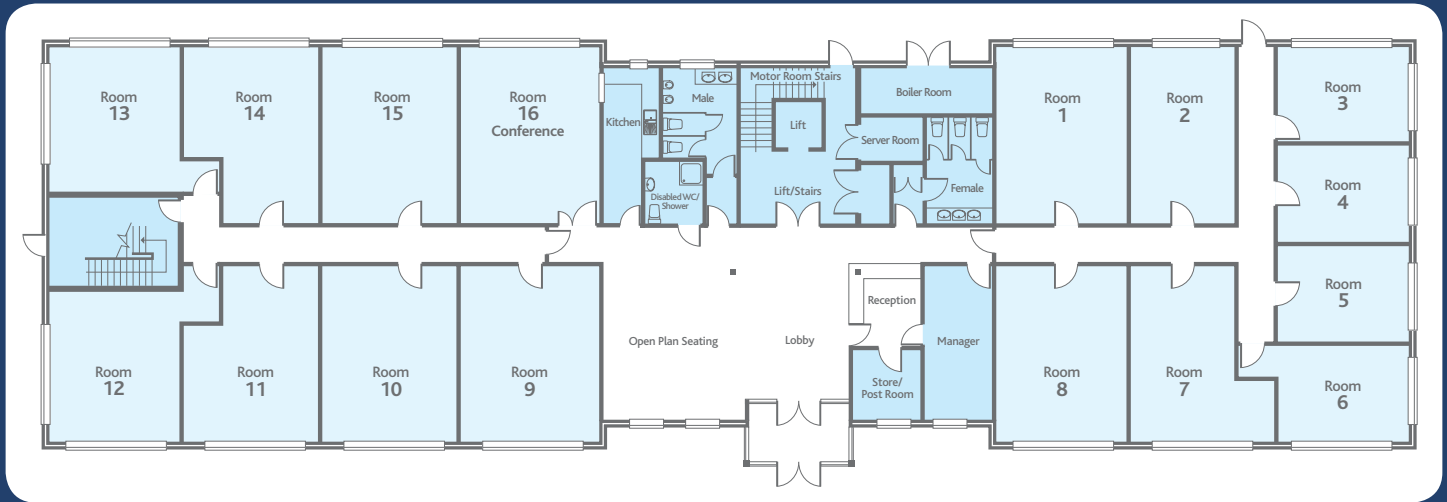 Room
13
Room
14
Room
15
Room
16
Conference
Kitchen
Male
Disabled WC/
Shower
Motor Room Stairs
Lift
Lift/Stairs
Boiler Room
Server Room
Female
Room
1
Room
2
Room
3
Room
4
Room
5
Room
6
Room
12
Room
11
Room
10
Room
9
Open Plan Seating
Lobby
Reception
Store/
Post Room
Manager
Room
8
Room
7